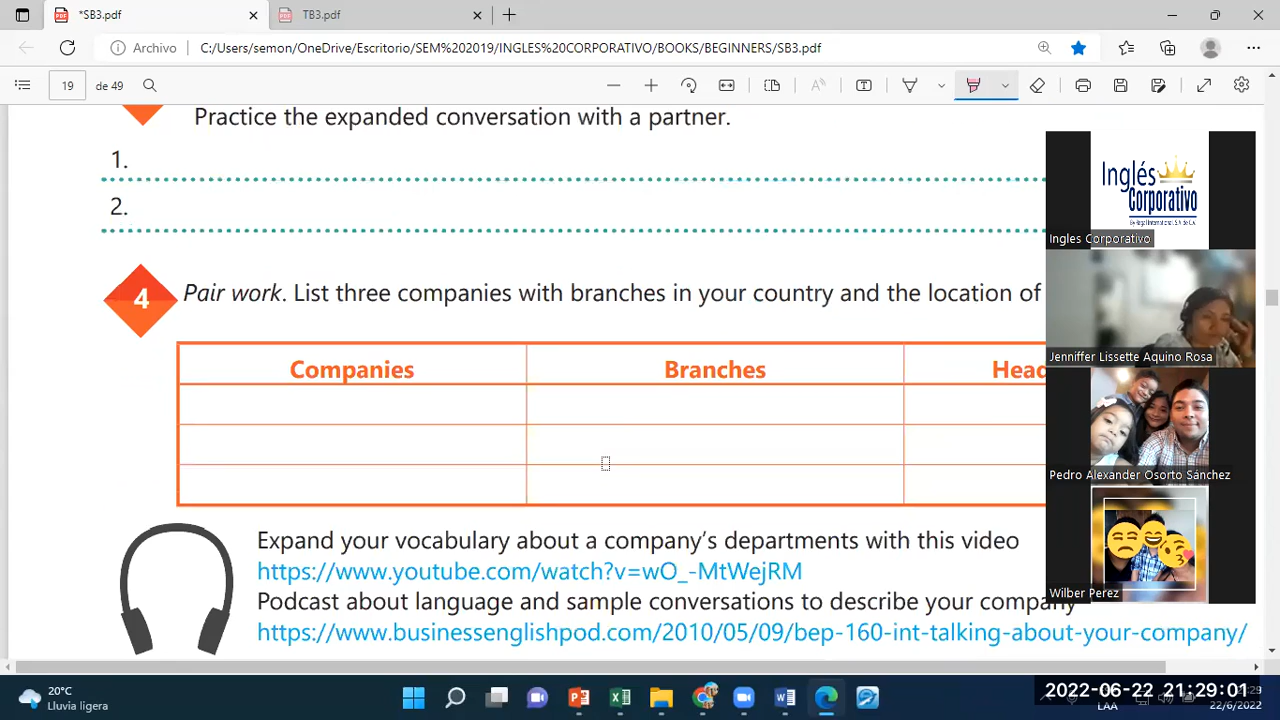 *SB3.pdf
TB3.pdf
Archivo
C:/Users/semon/OneDrive/Escritorio/SEM%202019/INGLES%20CORPORATIVO/BOOKS/BEGINNERS/SB3.pdf
19 de 49
Practice the expanded conversation with a partner.
1.
2.
4 Pair work. List three companies with branches in your country and the location of
Companies Branches Head
Expand your vocabulary about a company's departments with this video
https://www.youtube.com/watch?v=wO_-MtWejRM
Podcast about language and sample conversations to describe your company
https://www.businessenglishpod.com/2010/05/09/bep-160-int-talking-about-your-company/
Inglés
Corporativo
Ingles Corporativo
Jenniffer Lissette Aquino Rosa
Pedro Alexander Osorto Sánchez
Wilber Perez
20°C
Lluvia ligera
2022-06-22 21:29:01
LAA
22/6/2022